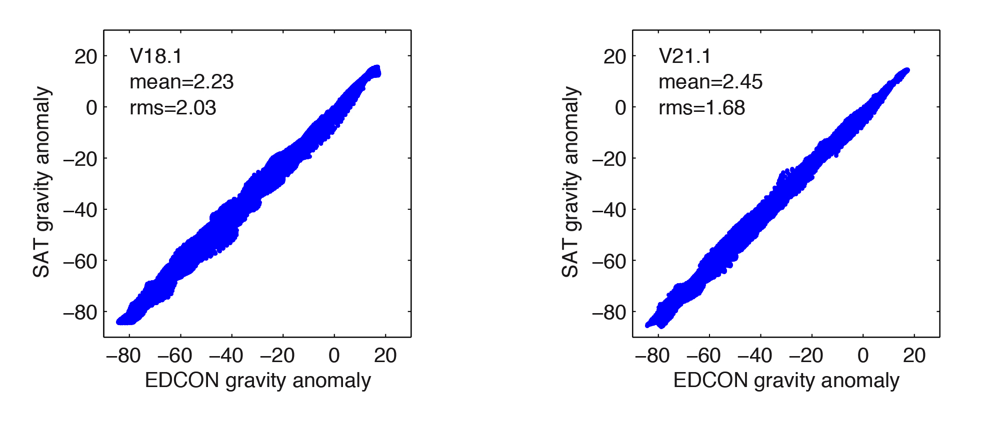 V18.1
mean=2.23
rms=2.03
20
0
−20
−40
−60
−80
SAT gravity anomaly
−80 −60 −40 −20 0 20
EDCON gravity anomaly
V21.1
mean=2.45
rms=1.68
20
0
−20
−40
−60
−80
SAT gravity anomaly
−80 −60 −40 −20 0 20
EDCON gravity anomaly